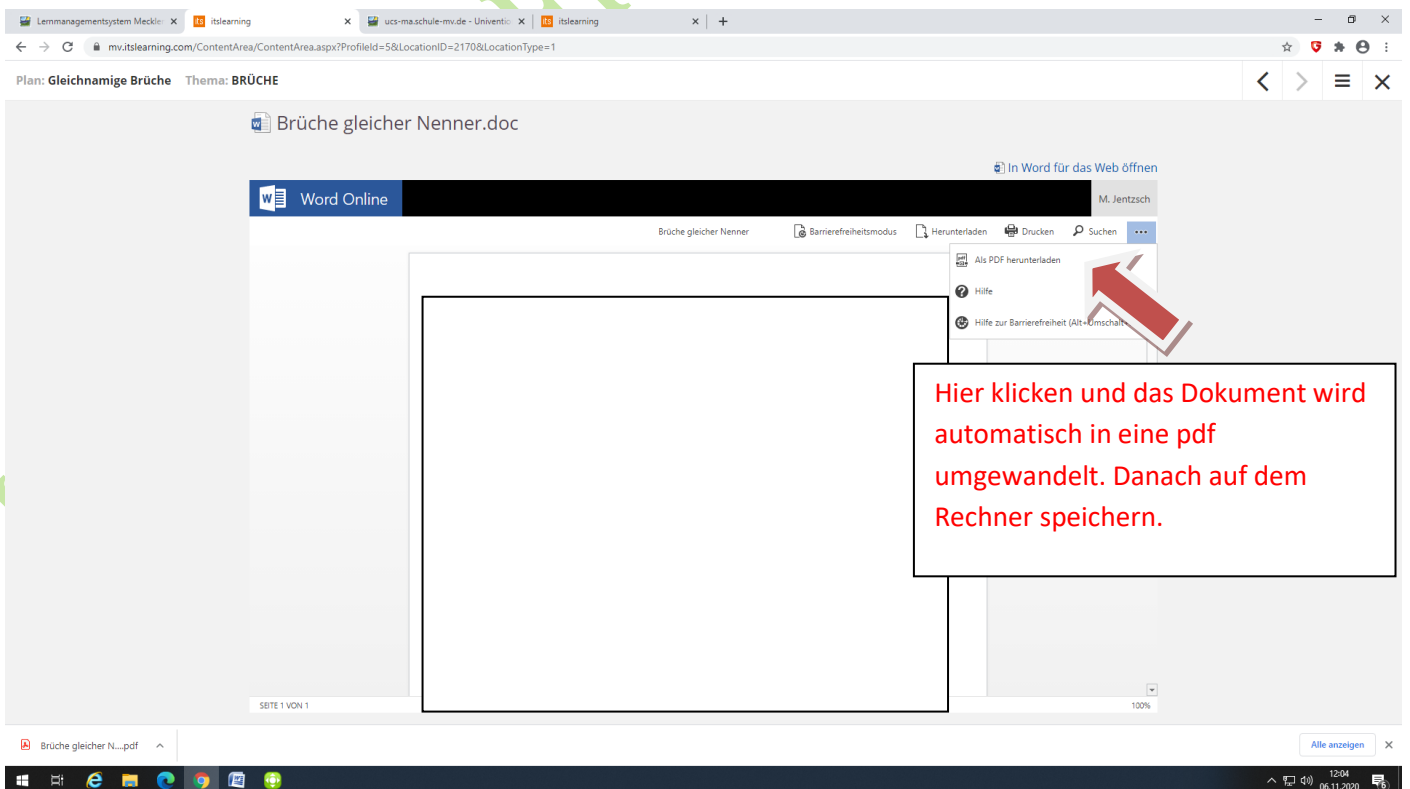 Lernmanagementsystem Meckle
its itslearning
ucs-ma.schule-mv.de - Univentio
its itslearning
mv.itslearning.com/ContentArea/ContentArea.aspx?ProfileId=5&LocationID=2170&LocationType=1
Plan: Gleichnamige Brüche Thema: BRÜCHE
Brüche gleicher Nenner.doc
In Word für das Web öffnen
Word Online
M. Jentzsch
Brüche gleicher Nenner Barrierefreiheitsmodus Herunterladen Drucken Suchen ...
Als PDF herunterladen
Hilfe
Hilfe zur Barrierefreiheit (Alt+Umschalt+
Hier klicken und das Dokument wird
automatisch in eine pdf
umgewandelt. Danach auf dem
Rechner speichern.
SEITE 1 VON 1
100%
Brüche gleicher N....pdf
Alle anzeigen
12:04
06.11.2020